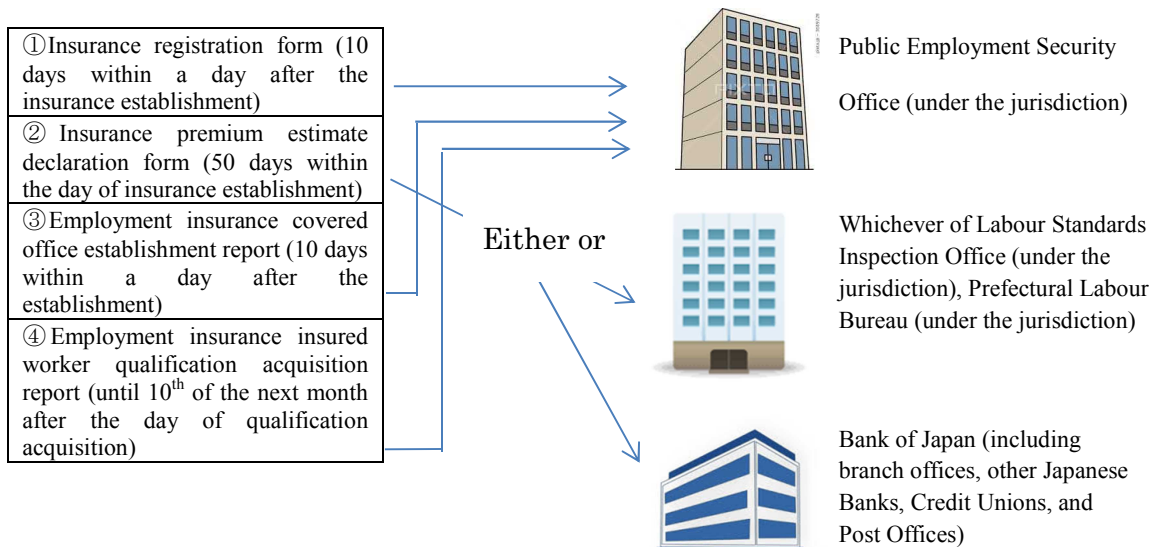 ①Insurance registration form (10
days within a day after the
insurance establishment)
② Insurance premium estimate
declaration form (50 days within
the day of insurance establishment)
③Employment insurance covered
office establishment report (10 days
within a day after the
establishment)
④Employment insurance insured
worker qualification acquisition
report (until 10th of the next month
after the day of qualification
acquisition)
Either or
PIXTA
Public Employment Security
Office (under the jurisdiction)
Whichever of Labour Standards
Inspection Office (under the
jurisdiction), Prefectural Labour
Bureau (under the jurisdiction)
Bank of Japan (including
branch offices, other Japanese
Banks, Credit Unions, and
Post Offices)